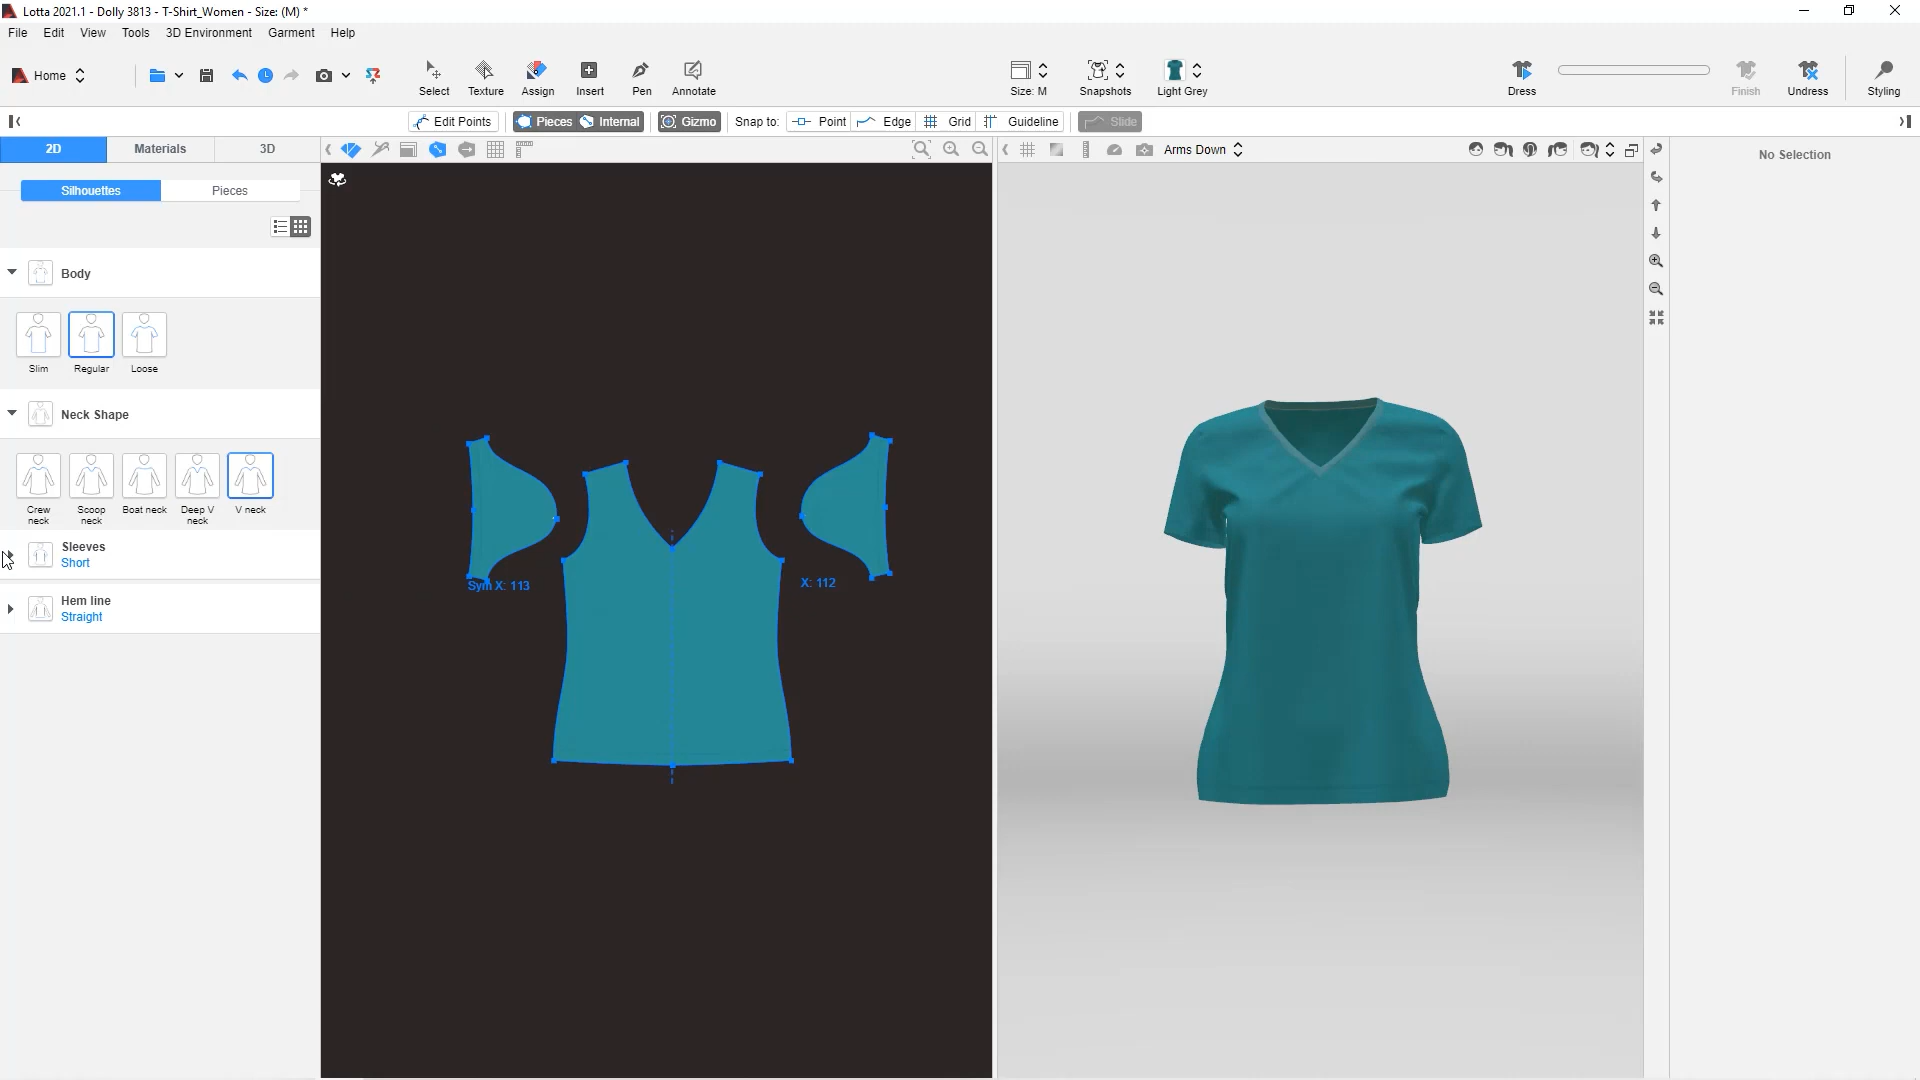 Lotta 2021.1 - Dolly 3813 - T-Shirt_Women - Size: (M) *
File Edit View Tools 3D Environment Garment Help
Home
Select Texture Assign Insert Pen Annotate
Size: M Snapshots Light Grey
Dress Finish Undress Styling
Edit Points Pieces Internal Gizmo Snap to: Point Edge Grid Guideline Slide
2D Materials 3D
Arms Down
No Selection
Silhouettes Pieces
Body
Slim Regular Loose
Neck Shape
Crew neck
Scoop neck
Boat neck
Deep V neck
V neck
Sleeves
Short
Hem line
Straight
Sym X: 113
X: 112